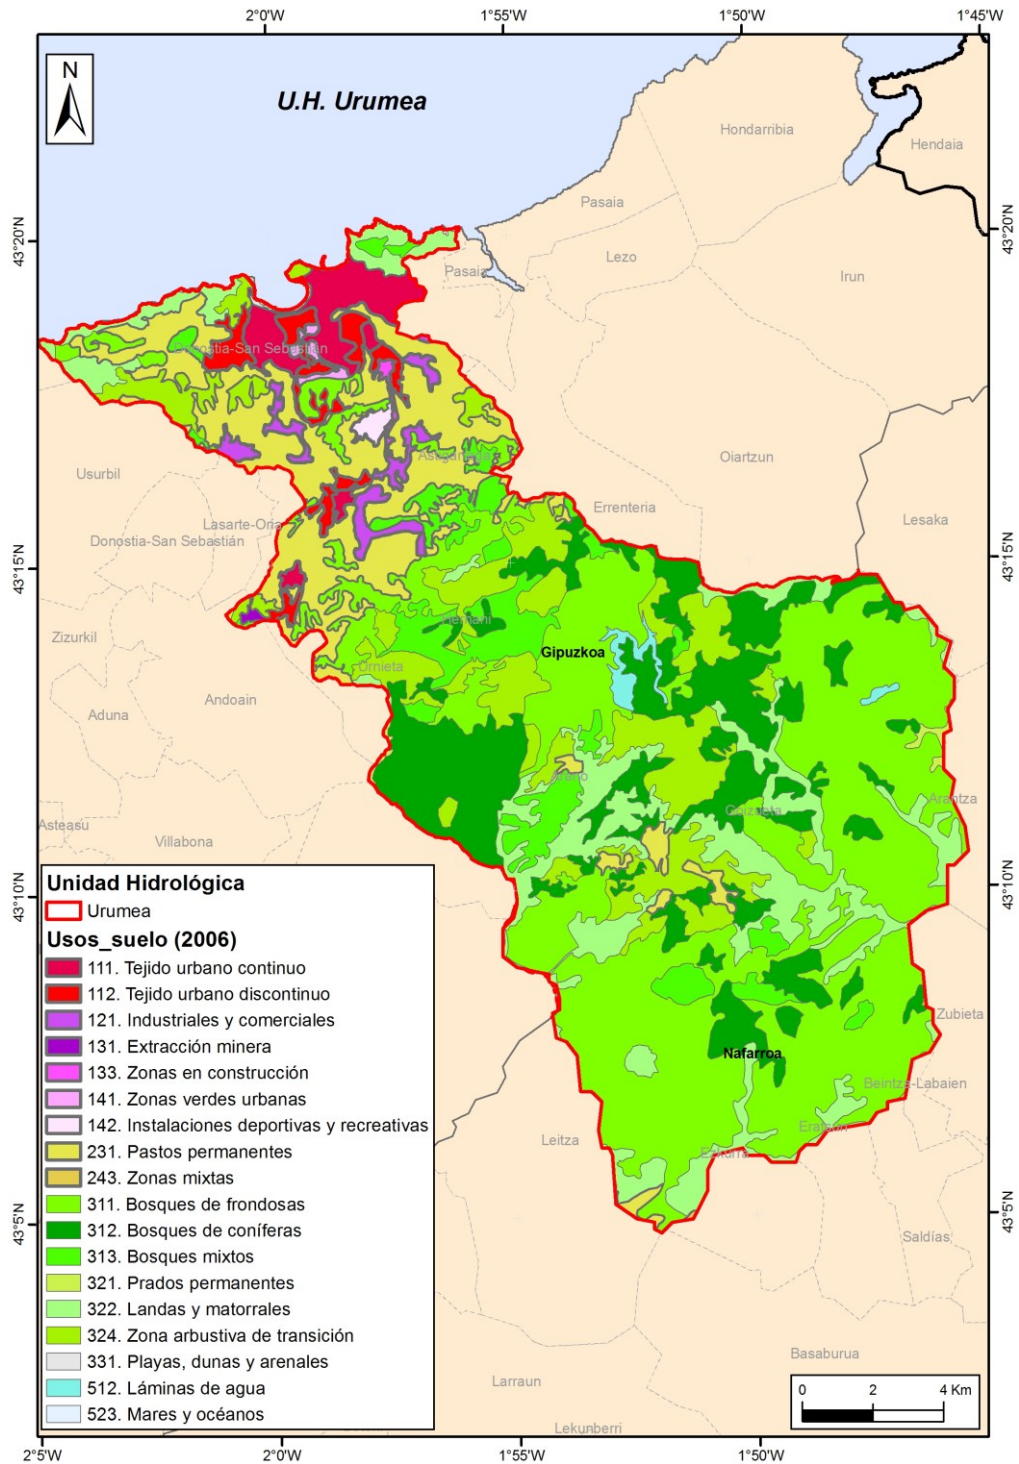 2°0'W 1°55'W 1°50'W 1°45'W
N
U.H. Urumea
Hondarribia
Hendaia
Pasaia
43°20'N
43°20'N
Lezo
Pasaia
Irun
Donostia-San Sebastián
Astigarraga
Oiartzun
Usurbil
Errenteria
Lasarte-Oria
Lesaka
Donostia-San Sebastián
43°15'N
43°15'N
Hernani
Zizurkil
Gipuzkoa
Urnieta
Andoain
Aduna
Arano
Arantza
Goizueta
Asteasu
Villabona
43°10'N
43°10'N
Unidad Hidrológica
Urumea
Usos_suelo (2006)
111. Tejido urbano continuo
112. Tejido urbano discontinuo
121. Industriales y comerciales
131. Extracción minera
133. Zonas en construcción
141. Zonas verdes urbanas
142. Instalaciones deportivas y recreativas
231. Pastos permanentes
243. Zonas mixtas
311. Bosques de frondosas
312. Bosques de coníferas
313. Bosques mixtos
321. Prados permanentes
322. Landas y matorrales
324. Zona arbustiva de transición
331. Playas, dunas y arenales
512. Láminas de agua
523. Mares y océanos
Zubieta
Nafarroa
Beintza-Labaien
Eratsun
Leitza
Ezkurra
43°5'N
43°5'N
Saldías
Basaburua
Larraun
0 2 4 Km
Lekunberri
2°5'W 2°0'W 1°55'W 1°50'W